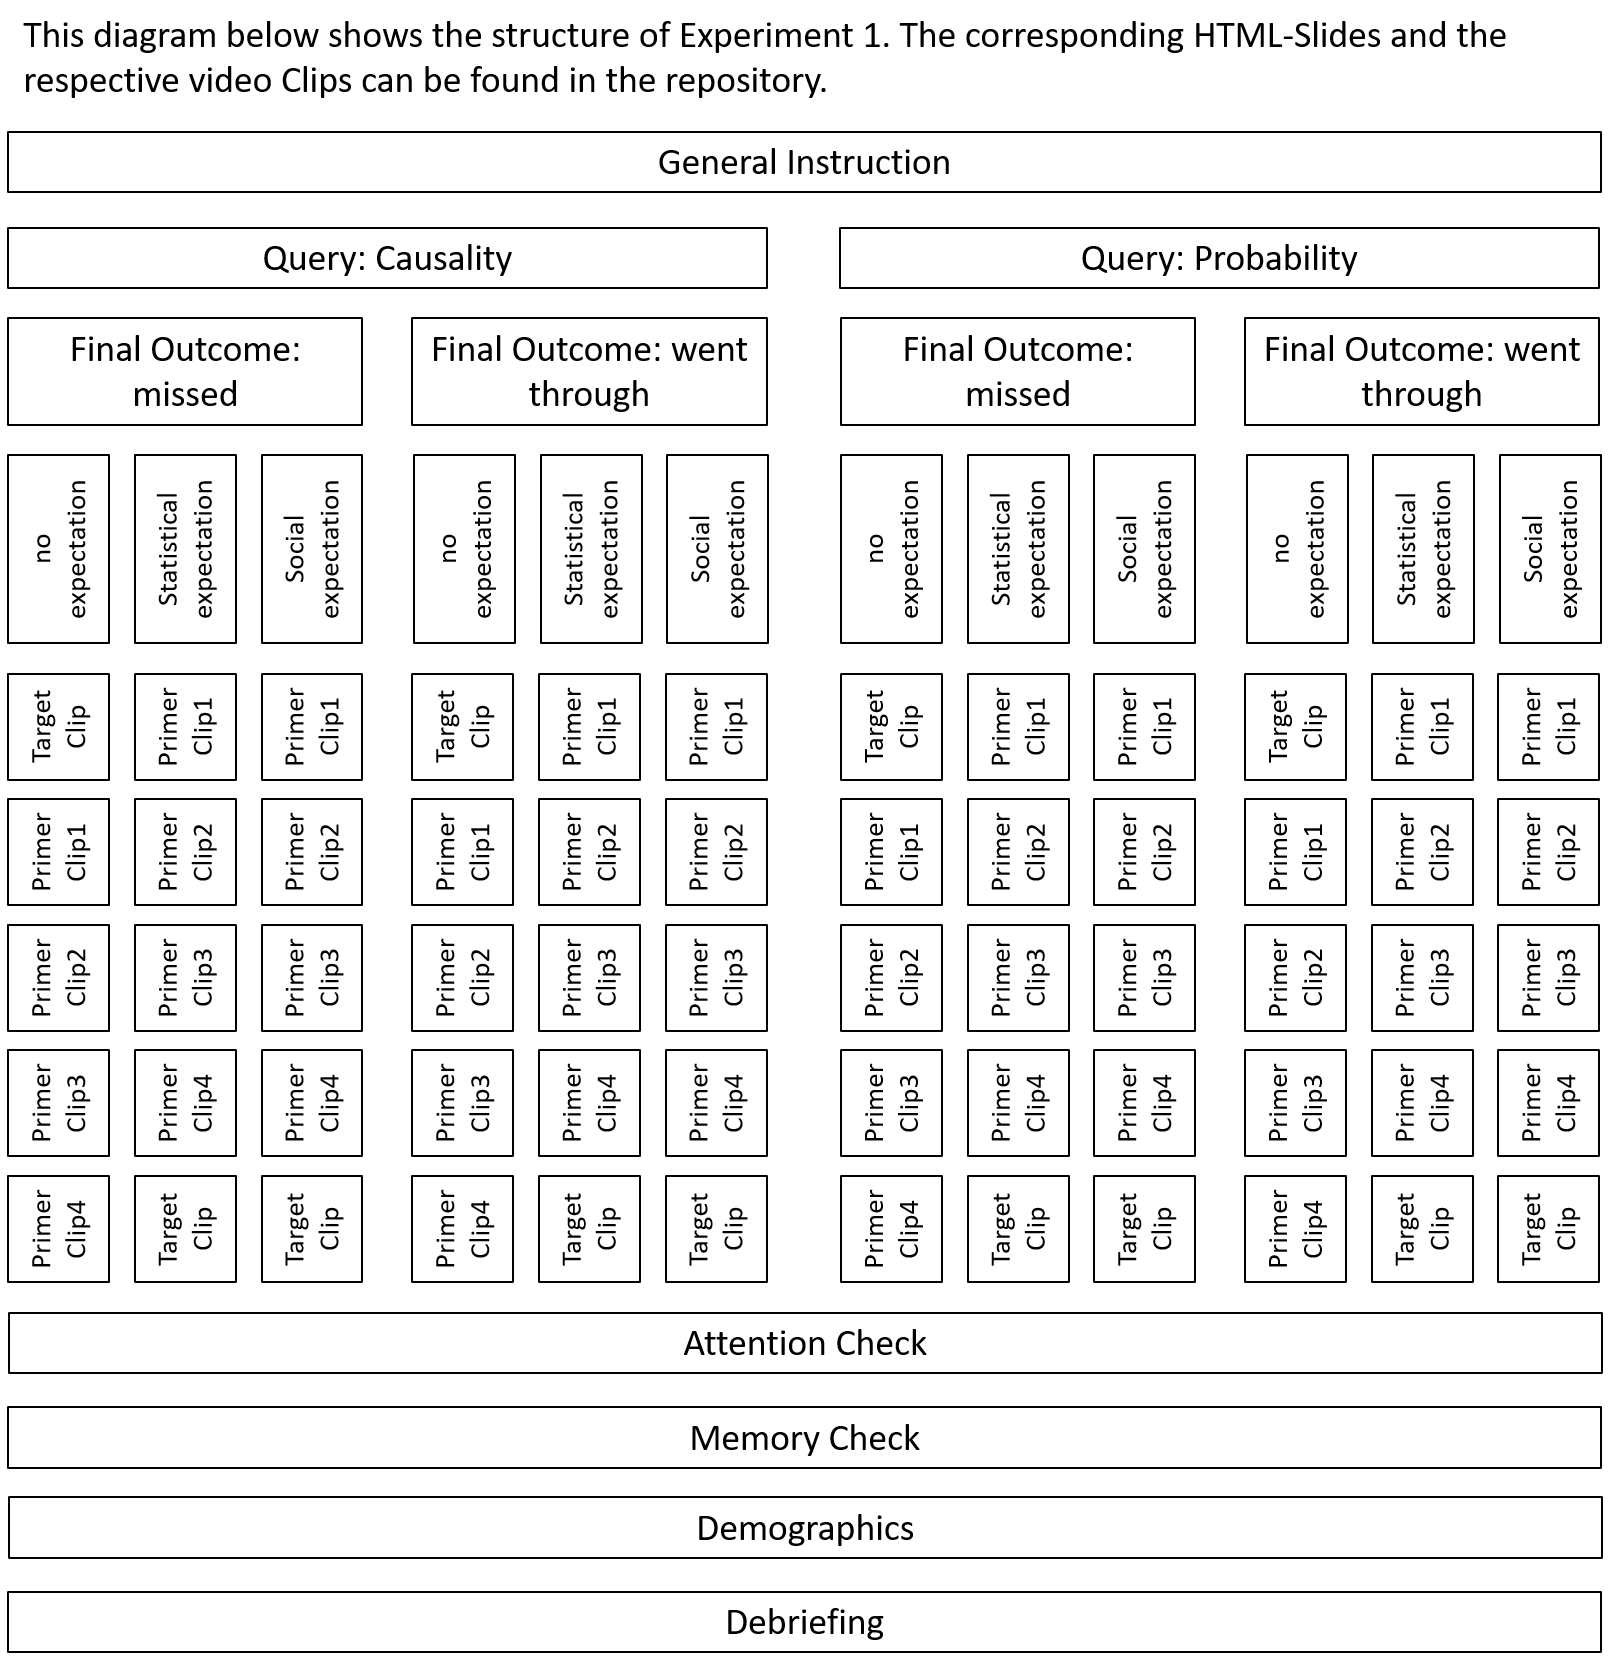 This diagram below shows the structure of Experiment 1. The corresponding HTML-Slides and the
respective video Clips can be found in the repository.
General Instruction
Query: Causality
Query: Probability
Final Outcome:
missed
Final Outcome: went
through
Final Outcome:
missed
Final Outcome: went
through
no
expectation
Statistical
expectation
Social
expectation
no
expectation
Statistical
expectation
Social
expectation
no
expectation
Statistical
expectation
Social
expectation
no
expectation
Statistical
expectation
Social
expectation
Target
Clip
Primer
Clip1
Primer
Clip1
Target
Clip
Primer
Clip1
Primer
Clip1
Target
Clip
Primer
Clip1
Primer
Clip1
Target
Clip
Primer
Clip1
Primer
Clip1
Primer
Clip1
Primer
Clip2
Primer
Clip2
Primer
Clip1
Primer
Clip2
Primer
Clip2
Primer
Clip1
Primer
Clip2
Primer
Clip2
Primer
Clip1
Primer
Clip2
Primer
Clip2
Primer
Clip2
Primer
Clip3
Primer
Clip3
Primer
Clip2
Primer
Clip3
Primer
Clip3
Primer
Clip2
Primer
Clip3
Primer
Clip3
Primer
Clip2
Primer
Clip3
Primer
Clip3
Primer
Clip3
Primer
Clip4
Primer
Clip4
Primer
Clip3
Primer
Clip4
Primer
Clip4
Primer
Clip3
Primer
Clip4
Primer
Clip4
Primer
Clip3
Primer
Clip4
Primer
Clip4
Primer
Clip4
Target
Clip
Target
Clip
Primer
Clip4
Target
Clip
Target
Clip
Primer
Clip4
Target
Clip
Target
Clip
Primer
Clip4
Target
Clip
Target
Clip
Attention Check
Memory Check
Demographics
Debriefing